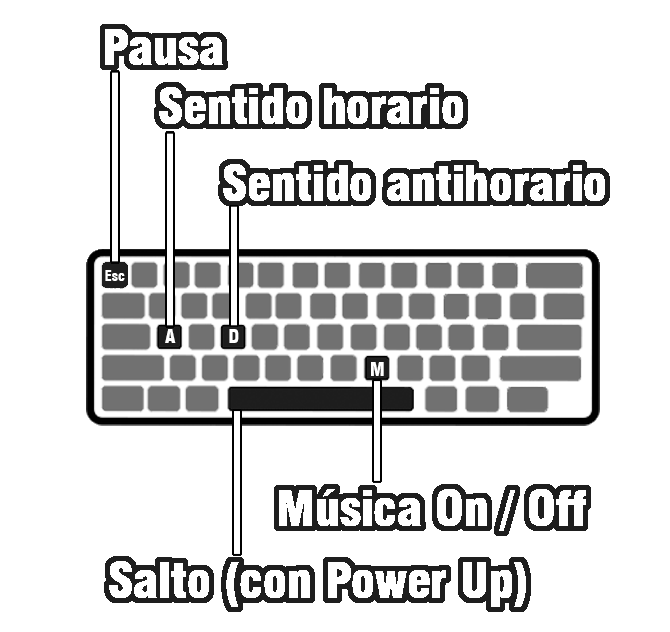 Pausa
Sentido horario
Sentido antihorario
Esc
A
D
M
Música On / Off
Salto (con Power Up)